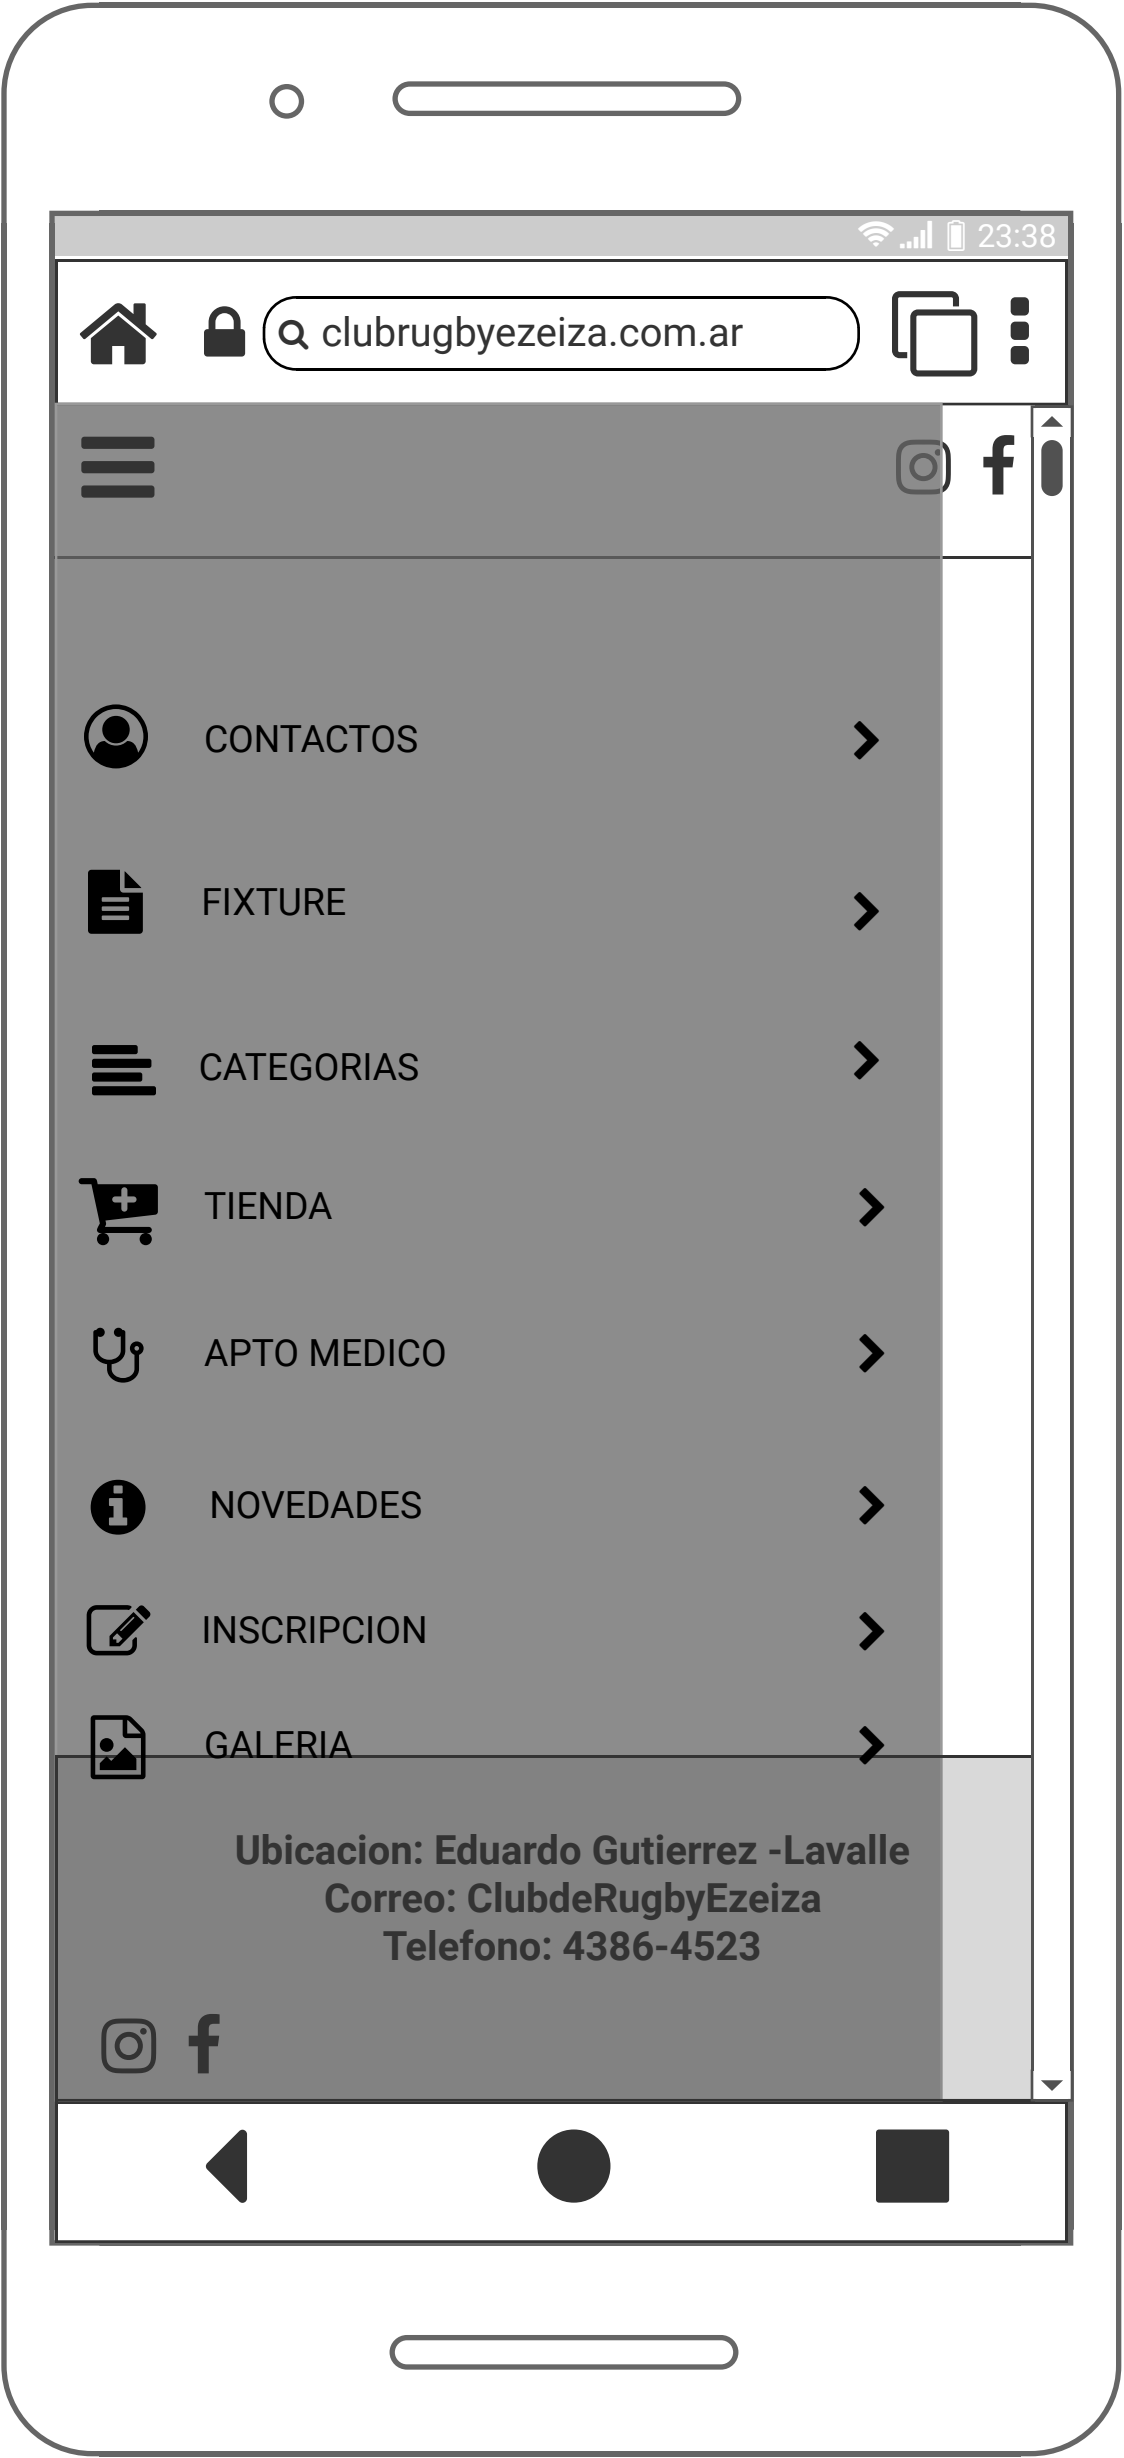 23:38
clubrugbyezeiza.com.ar
CONTACTOS
FIXTURE
CATEGORIAS
TIENDA
APTO MEDICO
NOVEDADES
INSCRIPCION
GALERIA
Ubicacion: Eduardo Gutierrez -Lavalle
Correo: ClubdeRugbyEzeiza
Telefono: 4386-4523